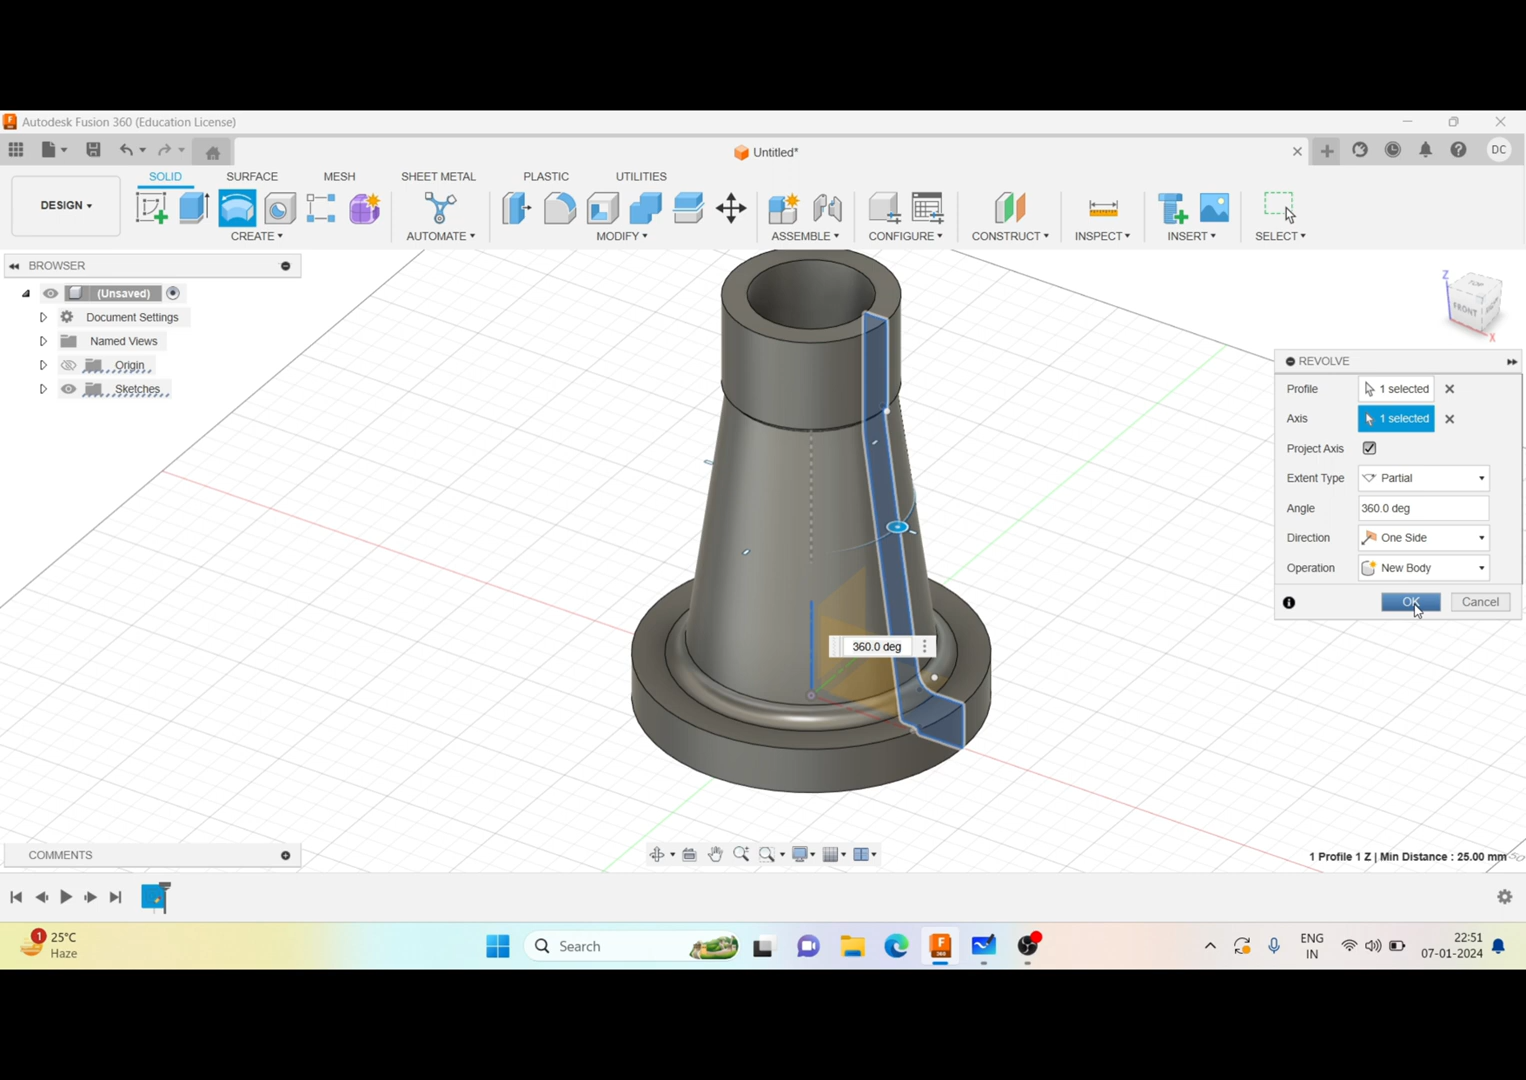 Autodesk Fusion 360 (Education License)
Untitled*
DC
DESIGN
SOLID
SURFACE
MESH
SHEET METAL
PLASTIC
UTILITIES
CREATE
AUTOMATE
MODIFY
ASSEMBLE
CONFIGURE
CONSTRUCT
INSPECT
INSERT
SELECT
BROWSER
(Unsaved)
Document Settings
Named Views
Origin
Sketches
Z
TOP
FRONT
X
REVOLVE
Profile 1 selected
Axis 1 selected
Project Axis
Extent Type Partial
Angle 360.0 deg
Direction One Side
Operation New Body
OK Cancel
360.0 deg
COMMENTS
1 Profile 1 Z | Min Distance : 25.00 mm
1
25°C
Haze
Search
ENG
IN
22:51
07-01-2024